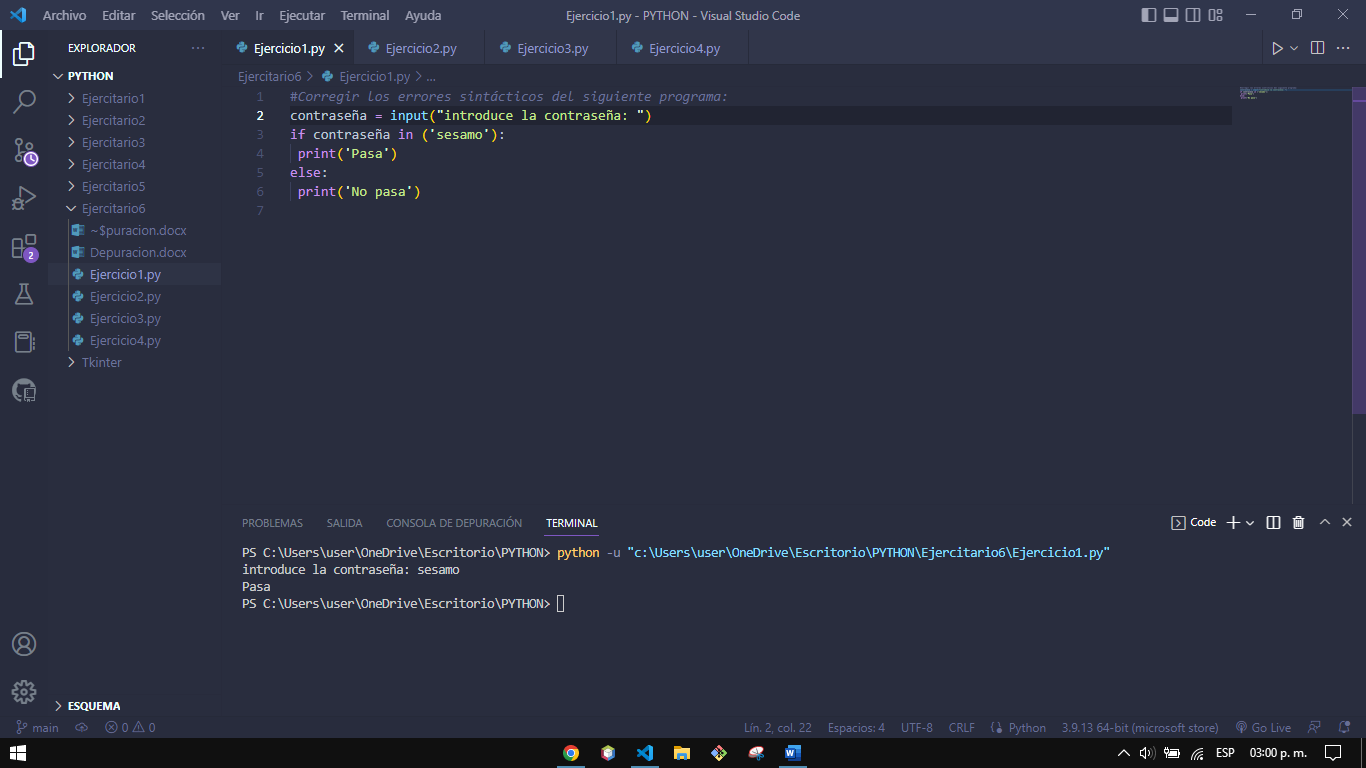 Archivo Editar Selección Ver Ir Ejecutar Terminal Ayuda
Ejercicio1.py - PYTHON - Visual Studio Code
EXPLORADOR
PYTHON
Ejercitario1
Ejercitario2
Ejercitario3
Ejercitario4
Ejercitario5
Ejercitario6
~$puracion.docx
Depuracion.docx
Ejercicio1.py
Ejercicio2.py
Ejercicio3.py
Ejercicio4.py
Tkinter
ESQUEMA
2
Ejercicio1.py Ejercicio2.py Ejercicio3.py Ejercicio4.py
Ejercitario6 > Ejercicio1.py > ...
1 #Corregir los errores sintácticos del siguiente programa:
2 contraseña = input("introduce la contraseña: ")
3 if contraseña in ('sesamo'):
4 print('Pasa')
5 else:
6 print('No pasa')
7
PROBLEMAS SALIDA CONSOLA DE DEPURACIÓN TERMINAL
Code
PS C:\Users\user\OneDrive\Escritorio\PYTHON> python -u "c:\Users\user\OneDrive\Escritorio\PYTHON\Ejercitario6\Ejercicio1.py"
introduce la contraseña: sesamo
Pasa
PS C:\Users\user\OneDrive\Escritorio\PYTHON>
main 0 0 Lín. 2, col. 22 Espacios: 4 UTF-8 CRLF Python 3.9.13 64-bit (microsoft store) Go Live
ESP 03:00 p. m.